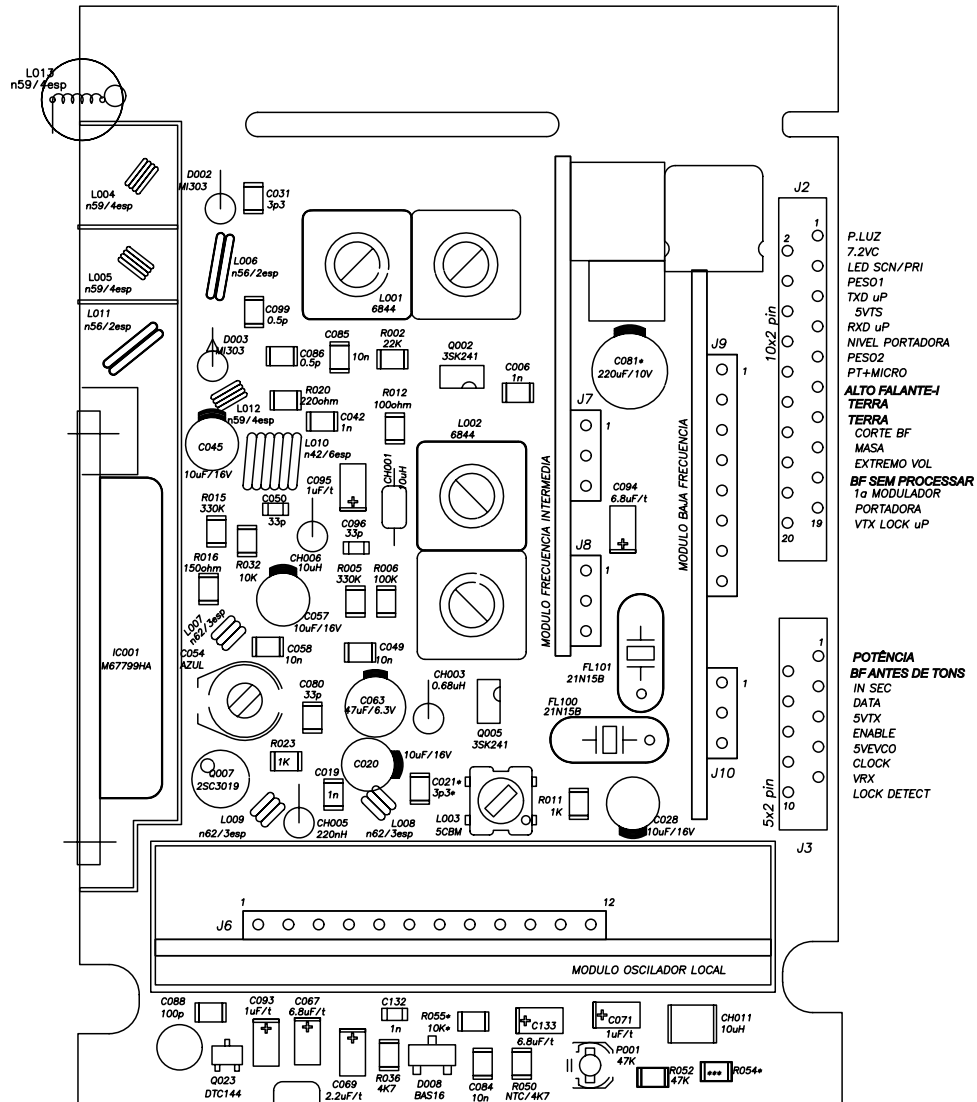 L013
n59/4esp
D002
MI303
C031
3p3
J2
L004
n59/4esp
1
2
P.LUZ
7.2VC
LED SCN/PRI
PESO1
TXD uP
5VTS
RXD uP
NIVEL PORTADORA
PESO2
PT+MICRO
ALTO FALANTE-I
TERRA
TERRA
CORTE BF
MASA
EXTREMO VOL
BF SEM PROCESSAR
1a MODULADOR
PORTADORA
VTX LOCK uP
19
20
10x2 pin
L006
n56/2esp
L005
n59/4esp
L001
6844
L011
n56/2esp
C099
0.5p
D003
MI303
C086
0.5p
C085
10n
R002
22K
Q002
3SK241
C006
1n
C081*
220uF/10V
J9
1
R020
220ohm
L012
n59/4esp
C042
1n
R012
100ohm
J7
1
L002
6844
C045
10uF/16V
L010
n42/6esp
C095
1uF/t
CH001
10uH
MODULO FRECUENCIA INTERMEDIA
MODULO BAJA FRECUENCIA
C094
6.8uF/t
R015
330K
C050
33p
C096
33p
R016
150ohm
R032
10K
CH006
10uH
R005
330K
R006
100K
J8
1
L007
n62/3esp
C057
10uF/16V
C054
AZUL
C058
10n
C049
10n
IC001
M67799HA
FL101
21N15B
1
POTÊNCIA
BF ANTES DE TONS
IN SEC
DATA
5VTX
ENABLE
5VEVCO
CLOCK
VRX
LOCK DETECT
10
5x2 pin
J3
C080
33p
C063
47uF/6.3V
CH003
0.68uH
Q005
3SK241
FL100
21N15B
1
J10
R023
1K
Q007
2SC3019
C020
10uF/16V
C019
1n
C021*
3p3*
L003
5CBM
R011
1K
C028
10uF/16V
L009
n62/3esp
CH005
220nH
L008
n62/3esp
J6
1
12
MODULO OSCILADOR LOCAL
C088
100p
C093
1uF/t
C067
6.8uF/t
C132
1n
R055*
10K*
C133
6.8uF/t
C071
1uF/t
CH011
10uH
P001
47K
Q023
DTC144
C069
2.2uF/t
R036
4K7
D008
BAS16
C084
10n
R050
NTC/4K7
R052
47K
***
R054*